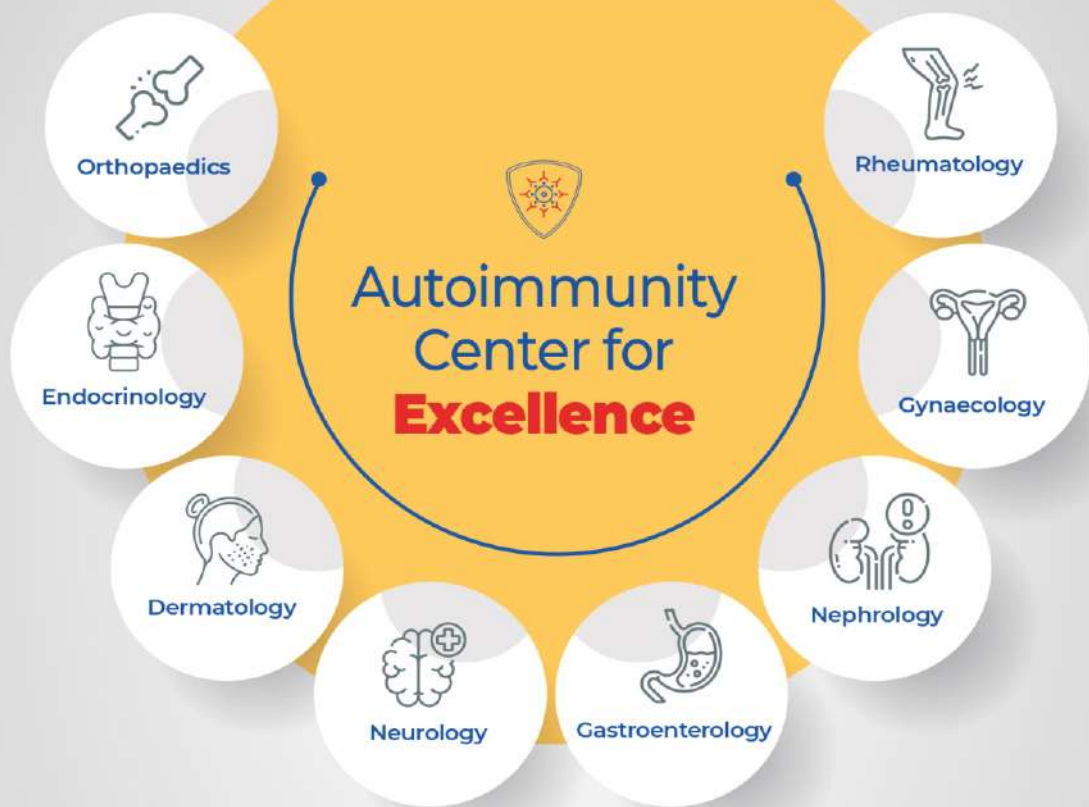 Orthopaedics
Rheumatology
Autoimmunity
Center for
Excellence
Endocrinology
Gynaecology
Dermatology
Nephrology
Neurology
Gastroenterology